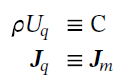 ρU_q ≡ C
J_q ≡ J_m